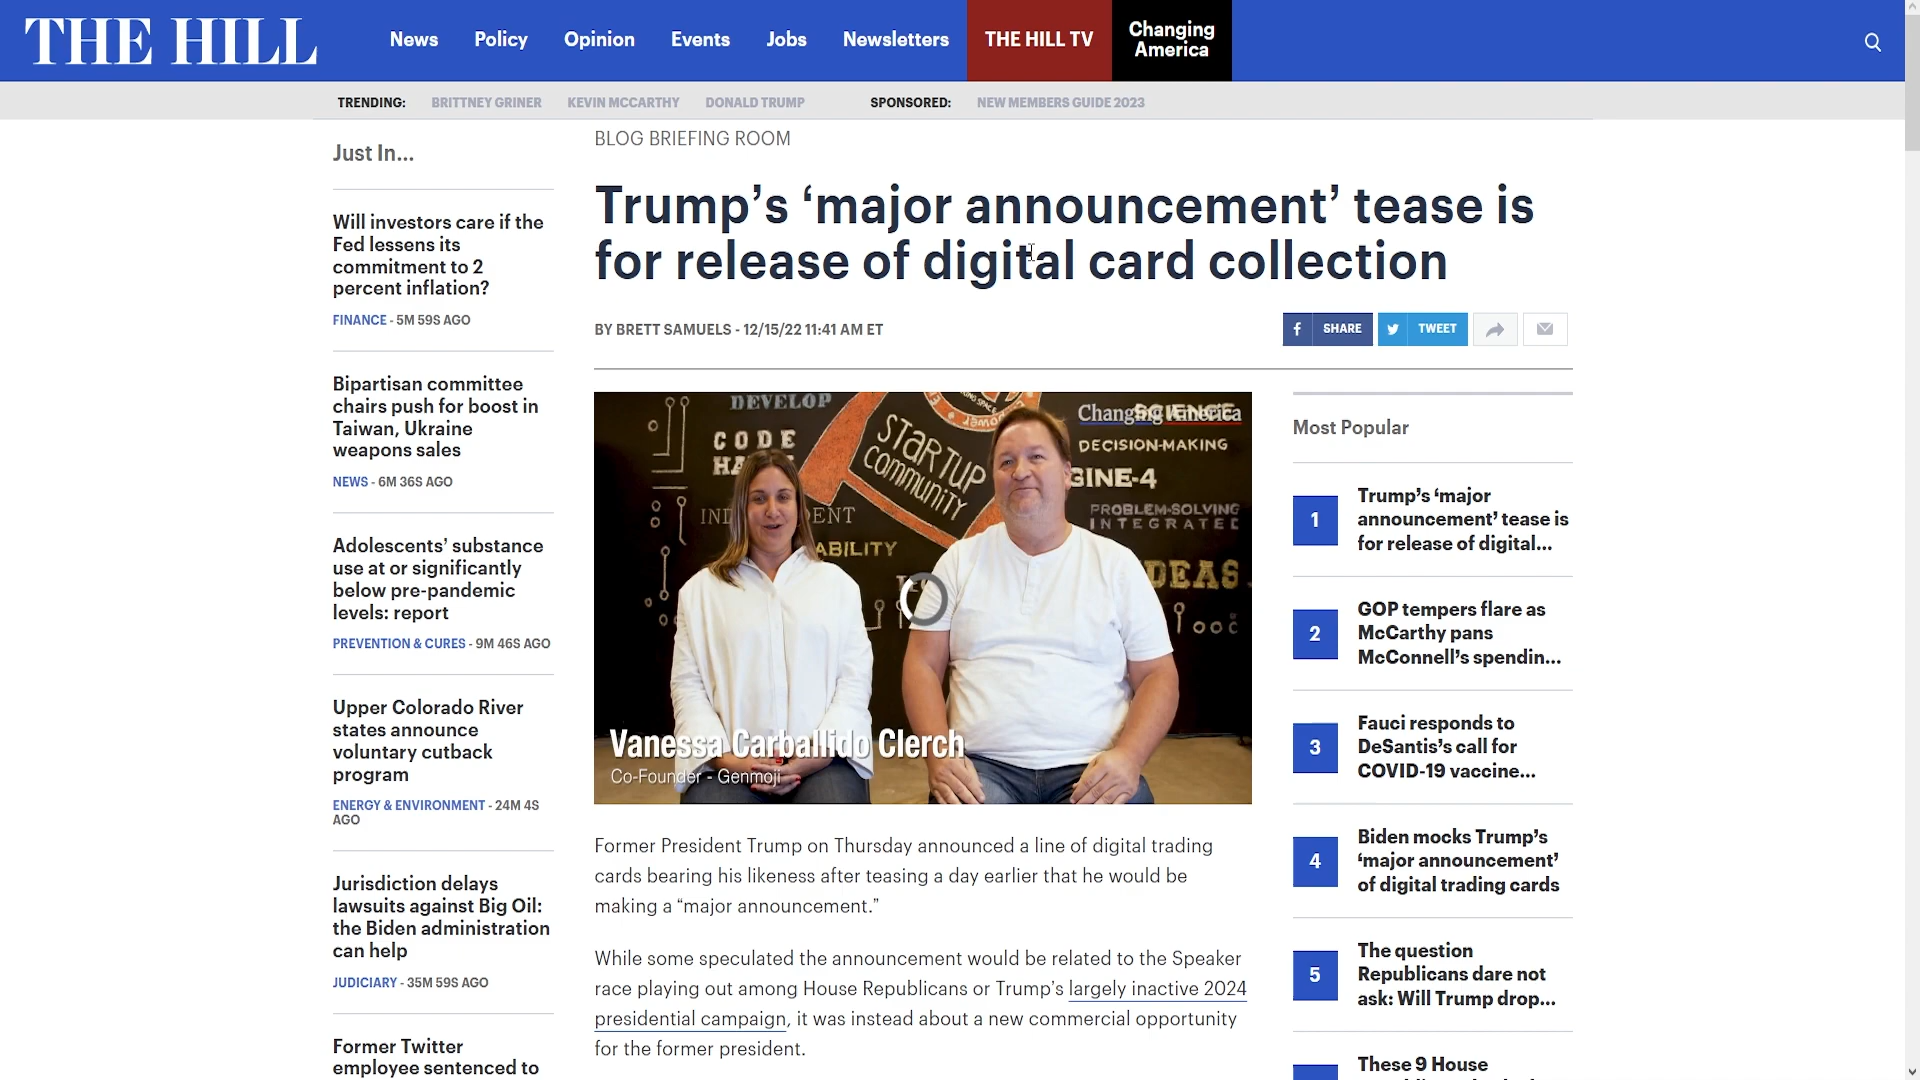 THE HILL
News
Policy
Opinion
Events
Jobs
Newsletters
THE HILL TV
Changing
America
TRENDING:
BRITTNEY GRINER
KEVIN MCCARTHY
DONALD TRUMP
SPONSORED:
NEW MEMBERS GUIDE 2023
Just In...
Will investors care if the
Fed lessens its
commitment to 2
percent inflation?
FINANCE - 5M 59S AGO
Bipartisan committee
chairs push for boost in
Taiwan, Ukraine
weapons sales
NEWS - 6M 36S AGO
Adolescents’ substance
use at or significantly
below pre-pandemic
levels: report
PREVENTION & CURES - 9M 46S AGO
Upper Colorado River
states announce
voluntary cutback
program
ENERGY & ENVIRONMENT - 24M 4S
AGO
Jurisdiction delays
lawsuits against Big Oil:
the Biden administration
can help
JUDICIARY - 35M 59S AGO
Former Twitter
employee sentenced to
BLOG BRIEFING ROOM
Trump’s ‘major announcement’ tease is
for release of digital card collection
BY BRETT SAMUELS - 12/15/22 11:41 AM ET
SHARE
TWEET
DEVELOP
CODE
STARTUP
COMMUNITY
Changing America
SCIENCE
DECISION-MAKING
GINE-4
PROBLEM-SOLVING
INTEGRATED
ABILITY
DEAS
Vanessa Carballido Clerch
Co-Founder - Genmoji
Former President Trump on Thursday announced a line of digital trading
cards bearing his likeness after teasing a day earlier that he would be
making a “major announcement.”
While some speculated the announcement would be related to the Speaker
race playing out among House Republicans or Trump’s largely inactive 2024
presidential campaign, it was instead about a new commercial opportunity
for the former president.
Most Popular
1
Trump’s ‘major
announcement’ tease is
for release of digital...
2
GOP tempers flare as
McCarthy pans
McConnell’s spendin...
3
Fauci responds to
DeSantis’s call for
COVID-19 vaccine...
4
Biden mocks Trump’s
‘major announcement’
of digital trading cards
5
The question
Republicans dare not
ask: Will Trump drop...
These 9 House